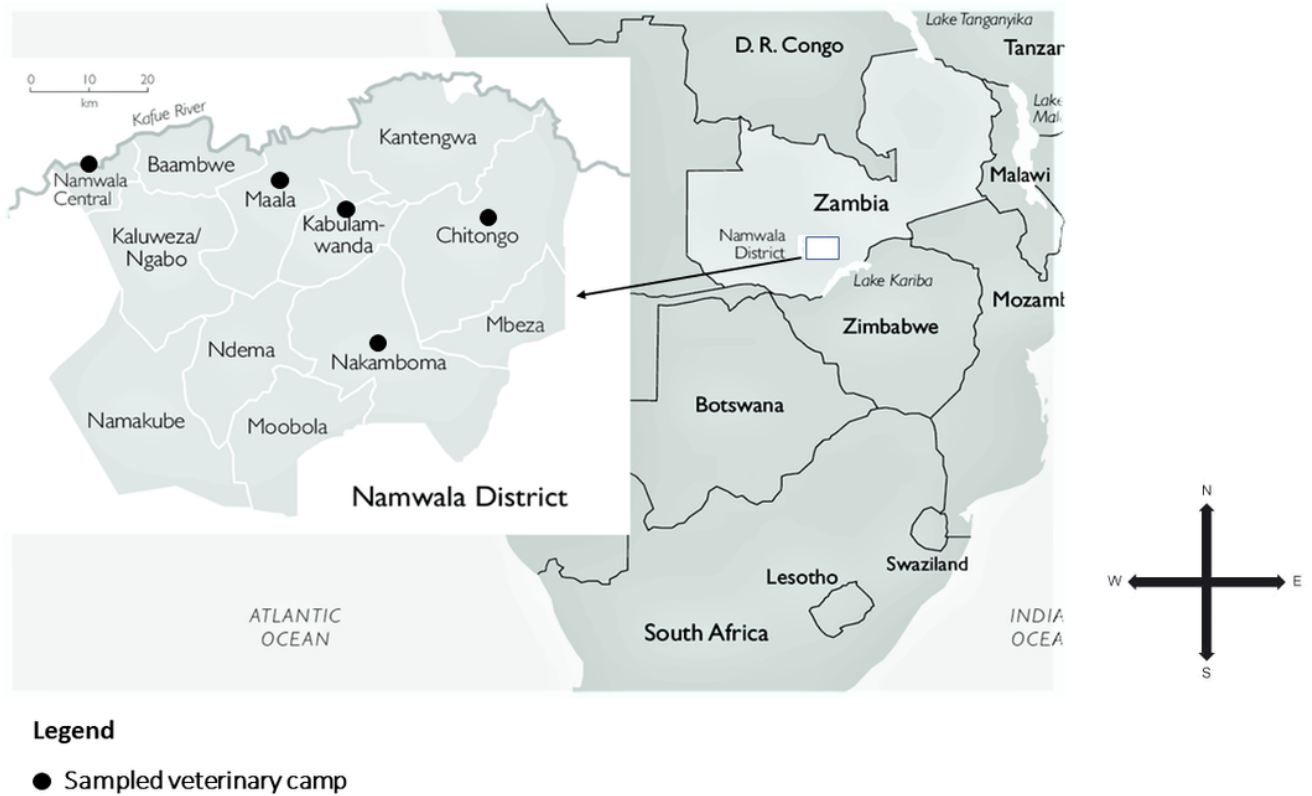 Lake Tanganyika
D. R. Congo
Tanzar
0 10 20
km
Kafue River
Lake
Mal
Kantengwa
Baambwe
Namwala
Central
Maala
Malawi
Kabulam-
wanda
Zambia
Kaluweza/
Ngabo
Chitongo
Namwala
District
Lake Kariba
Mozamb
Mbeza
Zimbabwe
Ndema
Nakamboma
Botswana
Namakube
Moobola
Namwala District
N
W
E
S
Swaziland
Lesotho
ATLANTIC
OCEAN
South Africa
INDIA
OCEA
Legend
Sampled veterinary camp